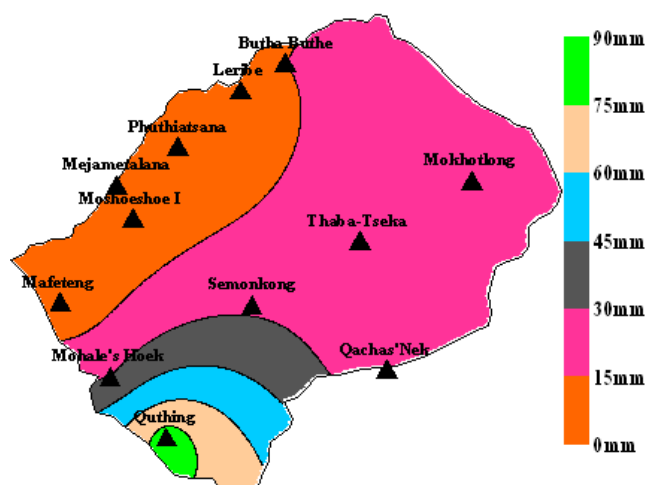 Butha Buthe
Leribe
Phuthiatsana
Mejametalana
Moshoeshoe I
Mokhotlong
Thaba-Tseka
Mafeteng
Semonkong
Mohale's Hoek
Qachas'Nek
Quthing
90mm
75mm
60mm
45mm
30mm
15mm
0mm